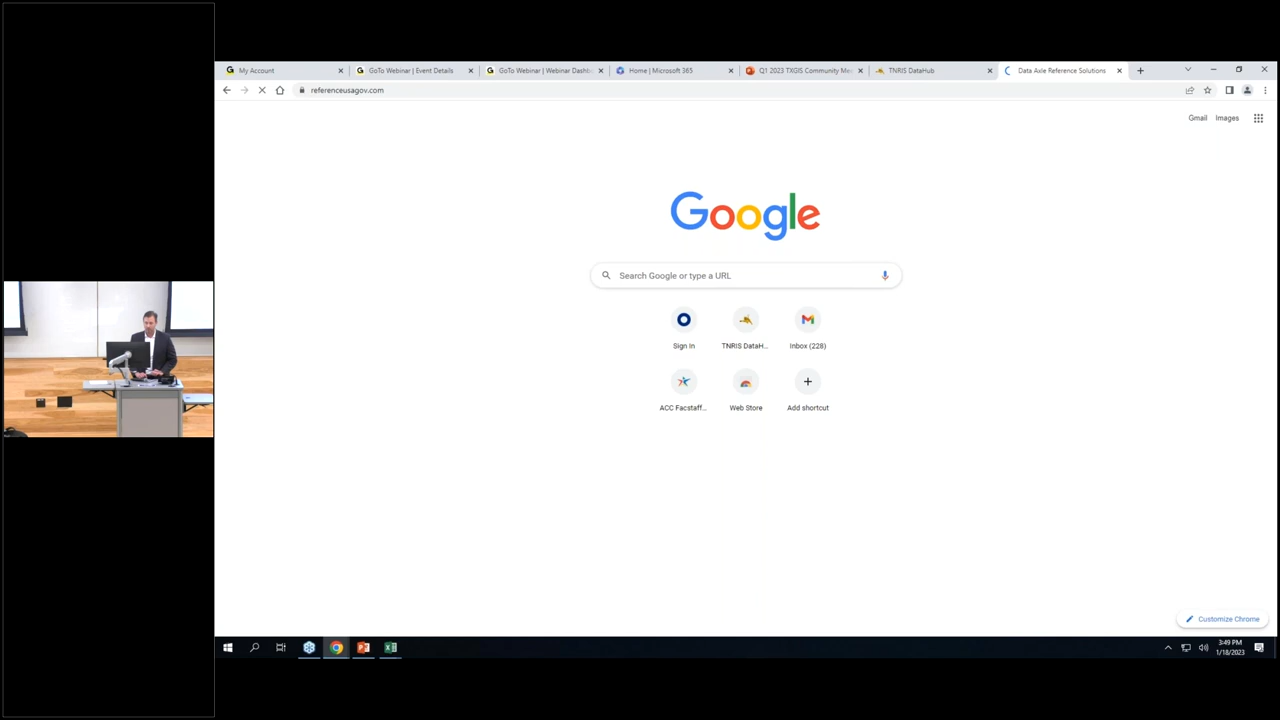 My Account
GoTo Webinar | Event Details
GoTo Webinar | Webinar Dashb
Home | Microsoft 365
Q1 2023 TXGIS Community Me
TNRIS DataHub
Data Axle Reference Solutions
referenceusagov.com
Gmail Images
Google
Search Google or type a URL
Sign In
TNRIS DataH...
Inbox (228)
ACC Facstaff...
Web Store
Add shortcut
Customize Chrome
3:49 PM
1/18/2023